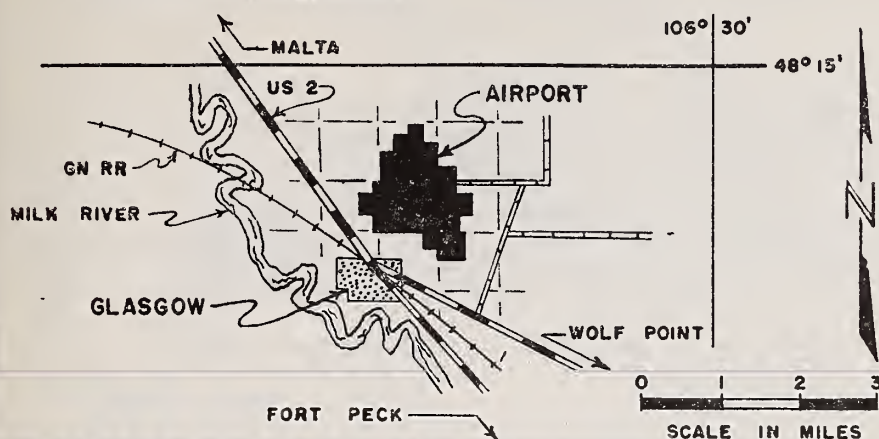 106° 30'
MALTA
48° 15'
US 2
AIRPORT
GN RR
MILK RIVER
N
GLASGOW
WOLF POINT
0 1 2 3
FORT PECK
SCALE IN MILES